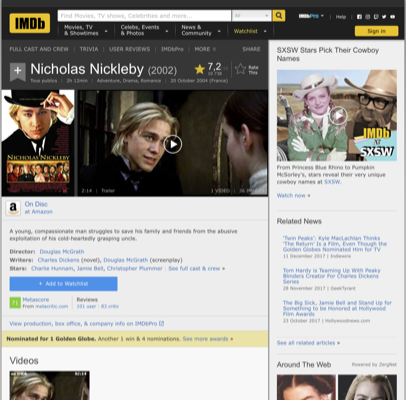 IMDb
Find Movies, TV shows, Celebrities and more...
All
IMDbPro
Help
Movies, TV
& Showtimes
Celebs, Events
& Photos
News &
Community
Watchlist
Sign in
FULL CAST AND CREW | TRIVIA | USER REVIEWS | IMDbPro | MORE
SHARE
Nicholas Nickleby (2002)
7,2
Rate
This
Tous publics | 2h 12min | Adventure, Drama, Romance | 20 October 2004 (France)
NICHOLAS NICKLEBY
2:14 | Trailer
1 VIDEO
On Disc
at Amazon
A young, compassionate man struggles to save his family and friends from the abusive
exploitation of his cold-heartedly grasping uncle.
Director: Douglas McGrath
Writers: Charles Dickens (novel), Douglas McGrath (screenplay)
Stars: Charlie Hunnam, Jamie Bell, Christopher Plummer | See full cast & crew »
+ Add to Watchlist
Metascore
From metacritic.com
Reviews
101 user | 83 critic
View production, box office, & company info on IMDbPro
Nominated for 1 Golden Globe. Another 1 win & 4 nominations. See more awards »
Videos
02:14
SXSW Stars Pick Their Cowboy
Names
IMDb
AT
SXSW
From Princess Blue Rhino to Pumpkin
McSorley's, stars reveal their very unique
cowboy names at SXSW.
Watch now »
Related News
'Twin Peaks': Kyle MacLachlan Thinks
'The Return' Is a Film, Even Though the
Golden Globes Nominated Him for TV
11 December 2017 | Indiewire
Tom Hardy is Teaming Up With Peaky
Blinders Creator For Charles Dickens
Series
28 November 2017 | GeekTyrant
The Big Sick, Jamie Bell and Stand Up for
Something to be Honored at Hollywood
Film Awards
23 October 2017 | Hollywoodnews.com
See all related articles »
Around The Web
Powered by ZergNet